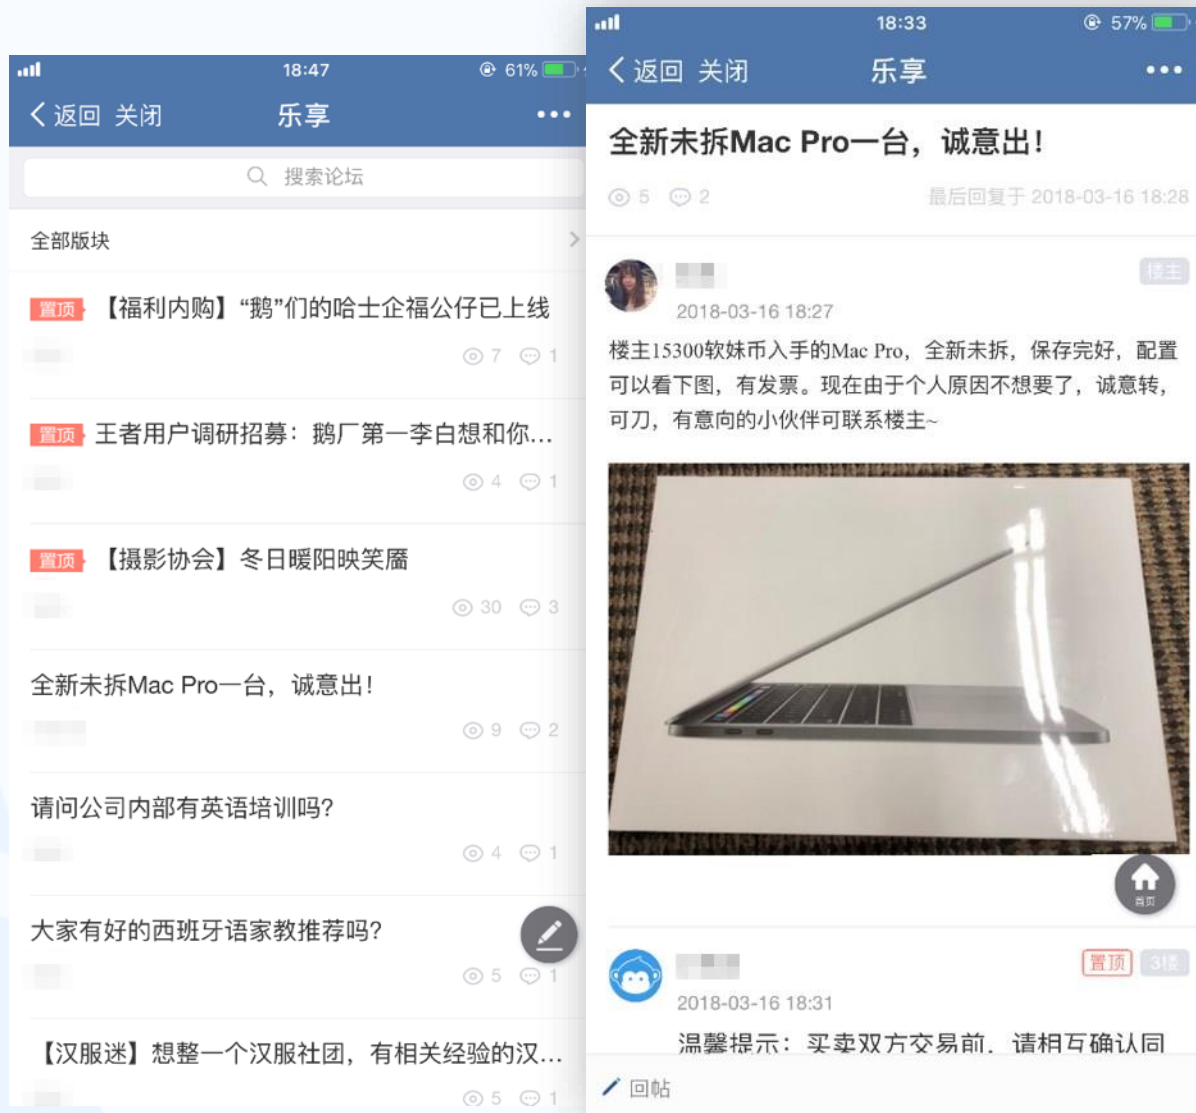 18:47
61%
返回 关闭
乐享
搜索论坛
全部版块
置顶 【福利内购】“鹅”们的哈士企福公仔已上线
7 1
置顶 王者用户调研招募：鹅厂第一李白想和你...
4 1
置顶 【摄影协会】冬日暖阳映笑靥
30 3
全新未拆Mac Pro一台，诚意出！
9 2
请问公司内部有英语培训吗？
4 1
大家有好的西班牙语家教推荐吗？
5 1
【汉服迷】想整一个汉服社团，有相关经验的汉...
5 1
18:33
57%
返回 关闭
乐享
全新未拆Mac Pro一台，诚意出！
5 2
最后回复于 2018-03-16 18:28
楼主
2018-03-16 18:27
楼主15300软妹币入手的Mac Pro，全新未拆，保存完好，配置
可以看下图，有发票。现在由于个人原因不想要了，诚意转，
可刀，有意向的小伙伴可联系楼主~
首页
置顶 3楼
2018-03-16 18:31
温馨提示：买卖双方交易前，请相互确认同
回帖